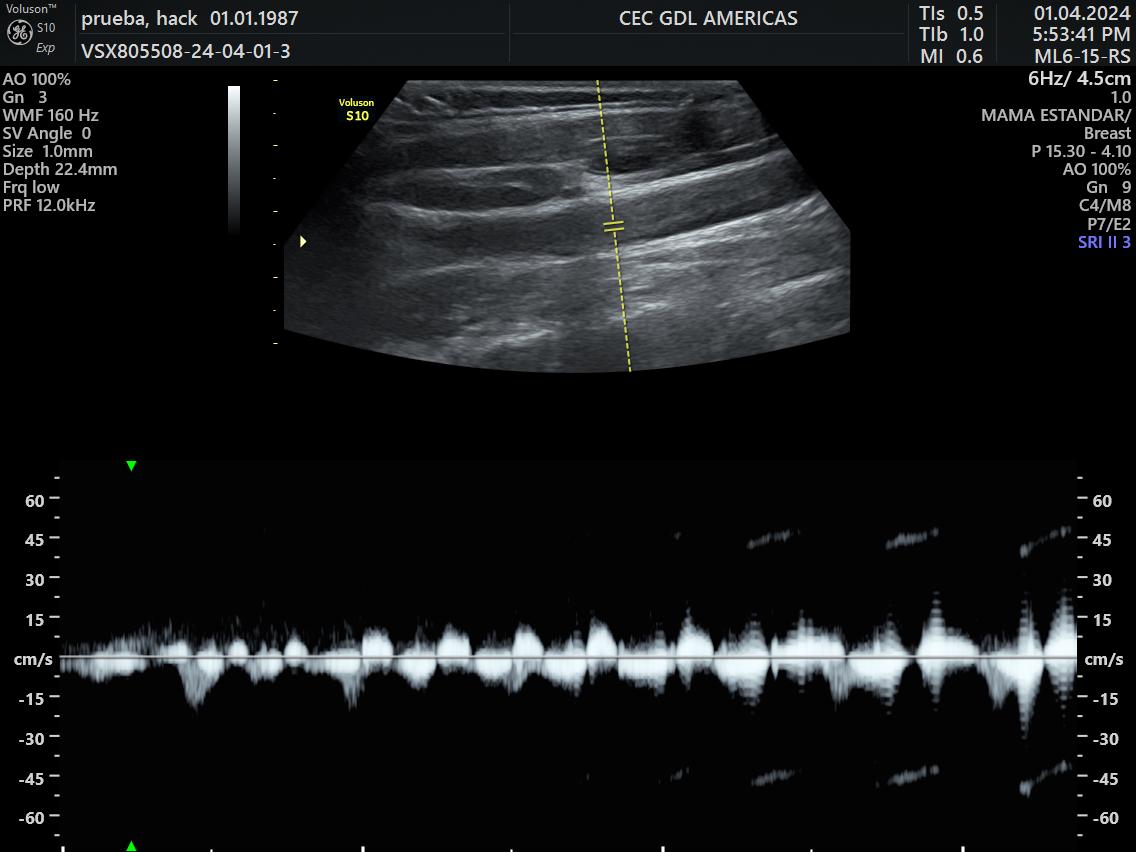 Voluson™
S10
Exp
prueba, hack 01.01.1987
VSX805508-24-04-01-3
CEC GDL AMERICAS
TIs 0.5
TIb 1.0
MI 0.6
01.04.2024
5:53:41 PM
ML6-15-RS
AO 100%
Gn 3
WMF 160 Hz
SV Angle 0
Size 1.0mm
Depth 22.4mm
Frq low
PRF 12.0kHz
Voluson
S10
6Hz/ 4.5cm
1.0
MAMA ESTANDAR/
Breast
P 15.30 - 4.10
AO 100%
Gn 9
C4/M8
P7/E2
SRI II 3
60 60
45 45
30 30
15 15
cm/s cm/s
-15 -15
-30 -30
-45 -45
-60 -60